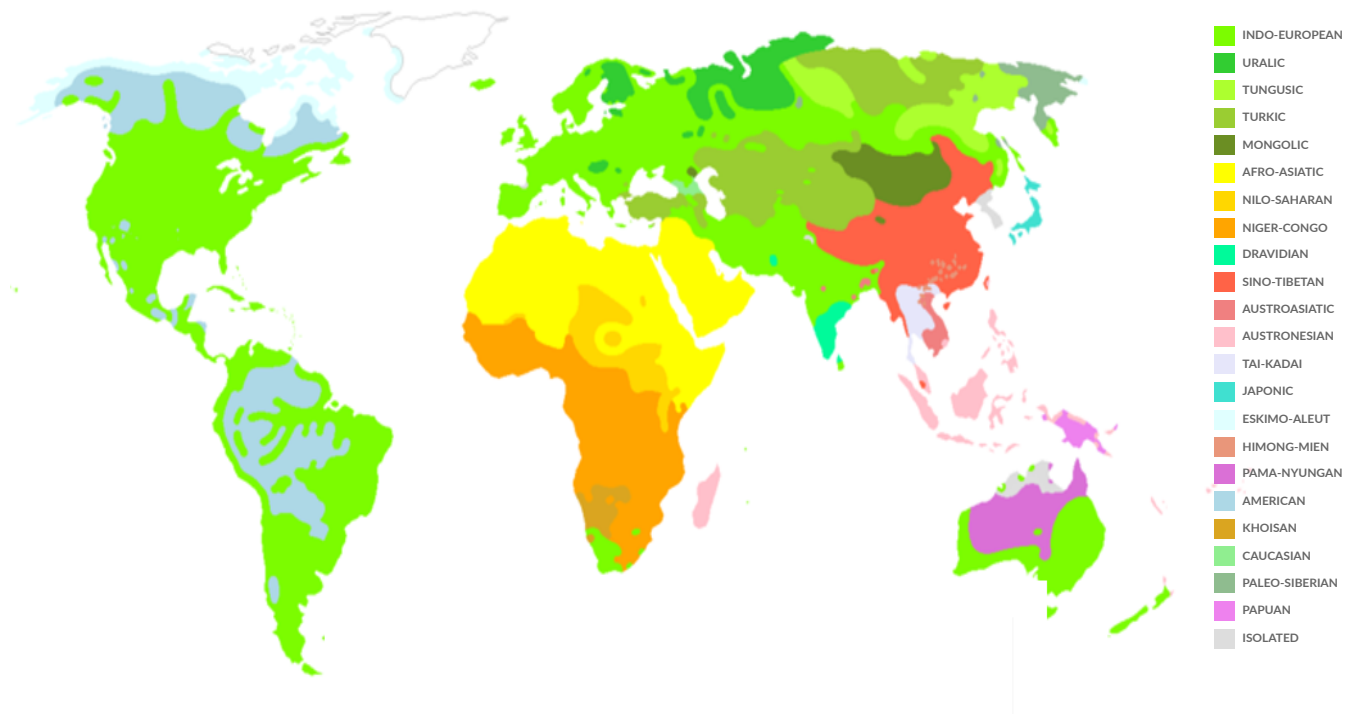 INDO-EUROPEAN
URALIC
TUNGUSIC
TURKIC
MONGOLIC
AFRO-ASIATIC
NILO-SAHARAN
NIGER-CONGO
DRAVIDIAN
SINO-TIBETAN
AUSTROASIATIC
AUSTRONESIAN
TAI-KADAI
JAPONIC
ESKIMO-ALEUT
HIMONG-MIEN
PAMA-NYUNGAN
AMERICAN
KHOISAN
CAUCASIAN
PALEO-SIBERIAN
PAPUAN
ISOLATED